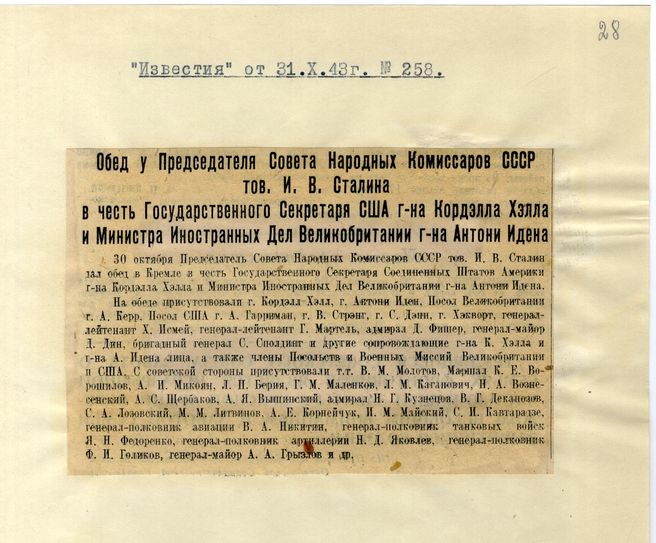 28
"Известия" от 31.X.43г. № 258.
Обед у Председателя Совета Народных Комиссаров СССР
тов. И. В. Сталина
в честь Государственного Секретаря США г-на Кордэлла Хэлла
и Министра Иностранных Дел Великобритании г-на Антони Идена
30 октября Председатель Совета Народных Комиссаров СССР тов. И. В. Сталин
дал обед в Кремле в честь Государственного Секретаря Соединенных Штатов Америки
г-на Кордэлла Хэлла и Министра Иностранных Дел Великобритании г-на Антони Идена.
На обеде присутствовали г. Кордэлл Хэлл, г. Антони Иден, Посол Великобритании
г. А. Керр, Посол США г. А. Гарриман, г. В. Стрэнг, г. С. Дэнн, г. Хэкворт, генерал-
лейтенант Х. Исмей, генерал-лейтенант Г. Мартель, адмирал Д. Фишер, генерал-майор
Д. Дин, бригадный генерал С. Сполдинг и другие сопровождающие г-на К. Хэлла и
г-на А. Идена лица, а также члены Посольств и Военных Миссий Великобритании
и США. С советской стороны присутствовали т.т. В. М. Молотов, Маршал К. Е. Во-
рошилов, А. И. Микоян, Л. П. Берия, Г. М. Маленков, Л. М. Каганович, Н. А. Возне-
сенский, А. С. Щербаков, А. Я. Вышинский, адмирал Н. Г. Кузнецов, В. Г. Деканозов,
С. А. Лозовский, М. М. Литвинов, А. Е. Корнейчук, И. М. Майский, С. И. Кавтарадзе,
генерал-полковник авиации В. А. Никитин, генерал-полковник танковых войск
Я. Н. Федоренко, генерал-полковник артиллерии Н. Д. Яковлев, генерал-полковник
Ф. И. Голиков, генерал-майор А. А. Грызлов и др.